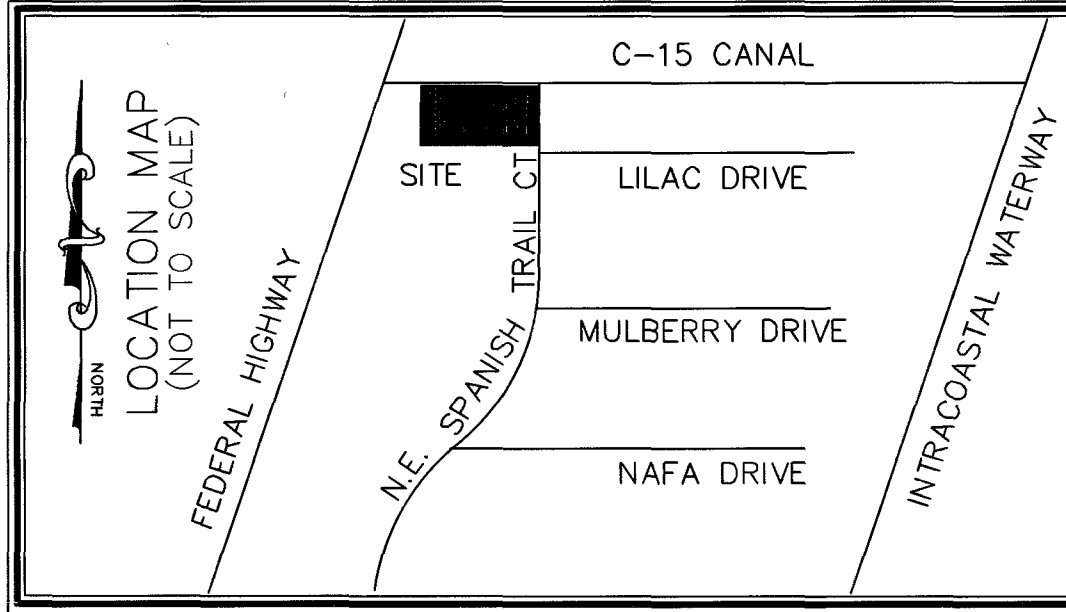 C-15 CANAL
LOCATION MAP
(NOT TO SCALE)
NORTH
SITE
LILAC DRIVE
FEDERAL HIGHWAY
N.E. SPANISH TRAIL CT
MULBERRY DRIVE
INTRACOASTAL WATERWAY
NAFA DRIVE